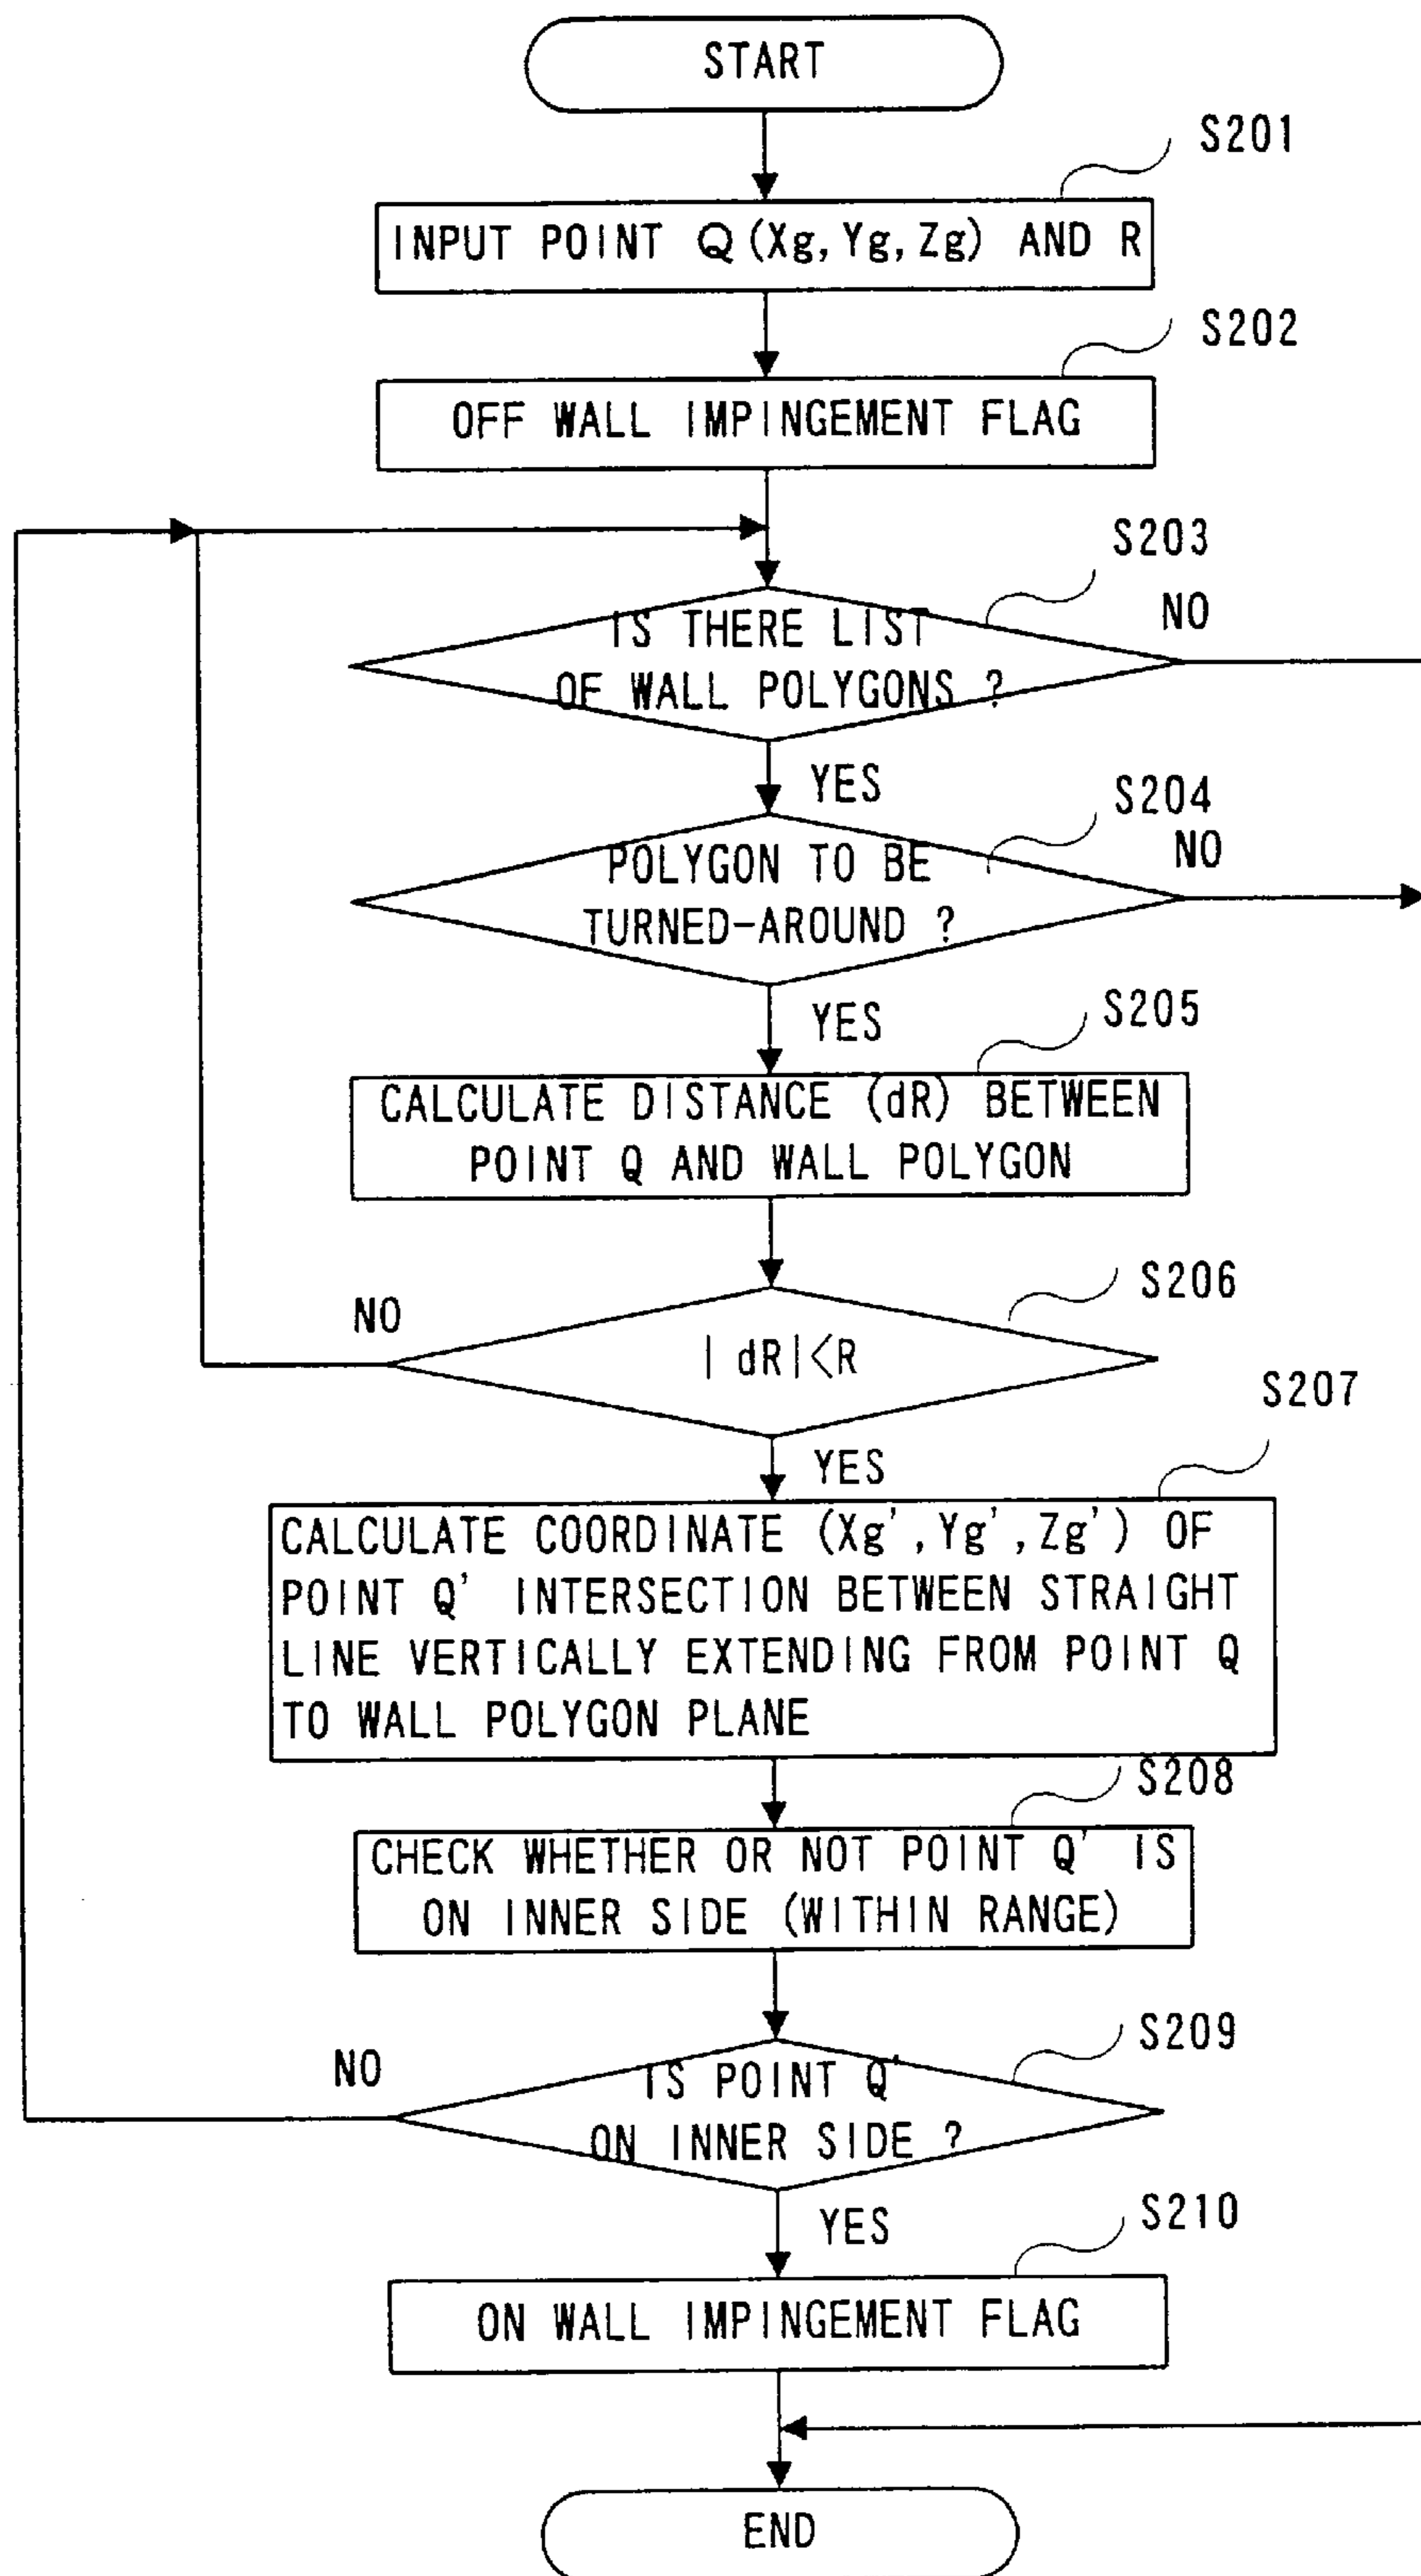 START
S201
INPUT POINT Q(Xg,Yg,Zg) AND R
S202
OFF WALL IMPINGEMENT FLAG
S203
IS THERE LIST
OF WALL POLYGONS ?
NO
YES
S204
POLYGON TO BE
TURNED-AROUND ?
NO
YES
S205
CALCULATE DISTANCE (dR) BETWEEN
POINT Q AND WALL POLYGON
S206
|dR|<R
NO
YES
S207
CALCULATE COORDINATE (Xg',Yg',Zg') OF
POINT Q' INTERSECTION BETWEEN STRAIGHT
LINE VERTICALLY EXTENDING FROM POINT Q
TO WALL POLYGON PLANE
S208
CHECK WHETHER OR NOT POINT Q' IS
ON INNER SIDE (WITHIN RANGE)
S209
IS POINT Q'
ON INNER SIDE ?
NO
YES
S210
ON WALL IMPINGEMENT FLAG
END